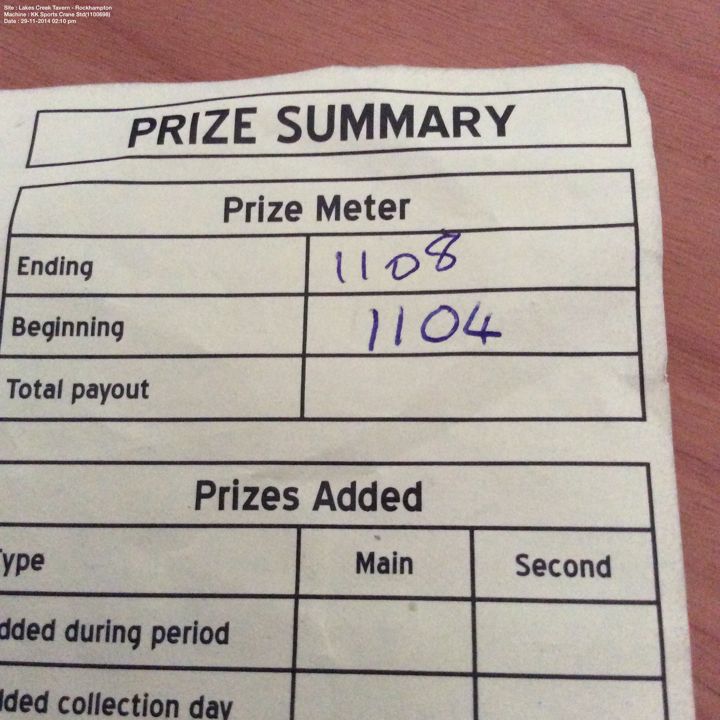 Site : Lakes Creek Tavern - Rockhampton
Machine : KK Sports Crane Std(1100698)
Date : 29-11-2014 02:10 pm
PRIZE SUMMARY
Prize Meter
Ending 1108
Beginning 1104
Total payout
Prizes Added
ype Main Second
dded during period
dded collection day